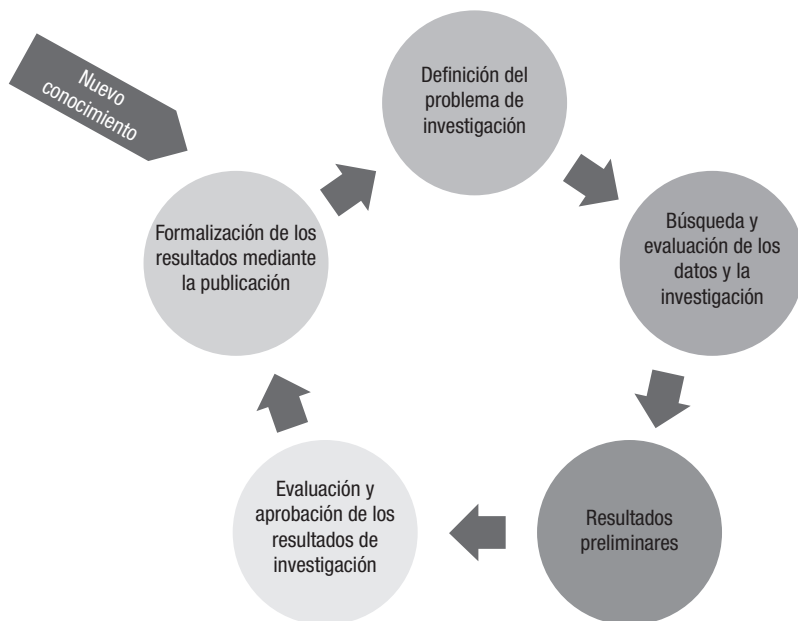 Nuevo
conocimiento
Definición del
problema de
investigación
Búsqueda y
evaluación de los
datos y la
investigación
Resultados
preliminares
Evaluación y
aprobación de los
resultados de
investigación
Formalización de los
resultados mediante
la publicación